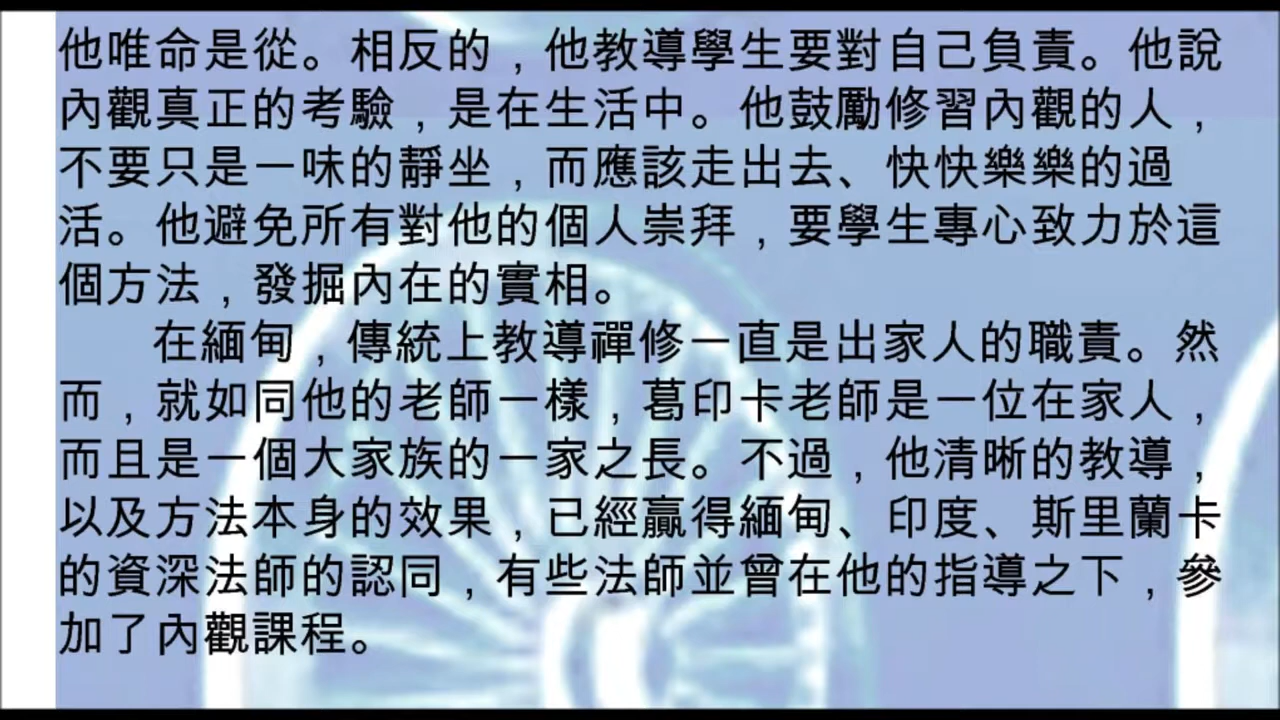 他唯命是從。相反的，他教導學生要對自己負責。他說
內觀真正的考驗，是在生活中。他鼓勵修習內觀的人，
不要只是一味的靜坐，而應該走出去、快快樂樂的過
活。他避免所有對他的個人崇拜，要學生專心致力於這
個方法，發掘內在的實相。
在緬甸，傳統上教導禪修一直是出家人的職責。然
而，就如同他的老師一樣，葛印卡老師是一位在家人，
而且是一個大家族的一家之長。不過，他清晰的教導，
以及方法本身的效果，已經贏得緬甸、印度、斯里蘭卡
的資深法師的認同，有些法師並曾在他的指導之下，參
加了內觀課程。